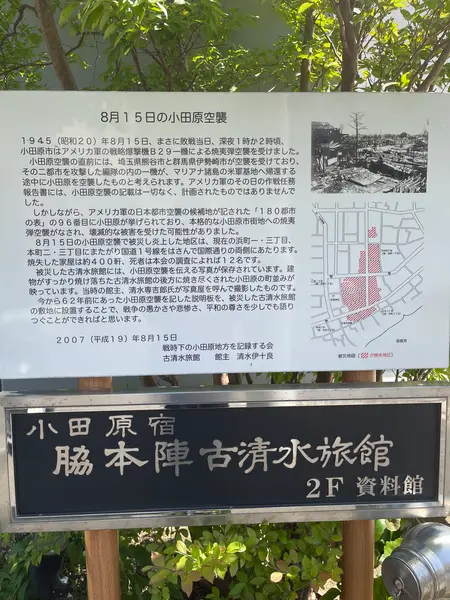 8月15日の小田原空襲
1945（昭和20）年8月15日、まさに敗戦当日、深夜1時か2時頃、
小田原市はアメリカ軍の戦略爆撃機B29一機による焼夷弾空襲を受けました。
小田原空襲の直前には、埼玉県熊谷市と群馬県伊勢崎市が空襲を受けており、
その二都市を攻撃した編隊の内の一機が、マリアナ諸島の米軍基地へ帰還する
途中に小田原を空襲したものと考えられます。アメリカ軍のその日の作戦任務
報告書には、小田原空襲の記載は一切なく、計画されたものではありませんで
した。
しかしながら、アメリカ軍の日本都市空襲の候補地が記された「180都市
の表」の96番目に小田原が挙げられており、本格的な小田原市街地への焼夷
弾空襲がなされ、壊滅的な被害を受けた可能性がありました。
8月15日の小田原空襲で被災し炎上した地区は、現在の浜町一・三丁目、
本町二・三丁目にまたがり国道1号線をはさんで国際通りの両側にあたります。
焼失した家屋は約400軒、死者は本会の調査によれば12名です。
被災した古清水旅館には、小田原空襲を伝える写真が保存されています。建
物がすっかり焼け落ちた古清水旅館の後方に焼き尽くされた小田原の町並みが
映っています。当時の館主、清水専吉郎氏が写真屋を呼んで撮影したものです。
今から62年前にあった小田原空襲を記した説明板を、被災した古清水旅館
の敷地に設置することで、戦争の愚かさや悲惨さ、平和の尊さを少しでも語り
つぐことができればと思います。
2007（平成19）年8月15日
戦時下の小田原地方を記録する会
古清水旅館 館主 清水伊十良
被災地図
小田原宿
脇本陣古清水旅館
2F 資料館